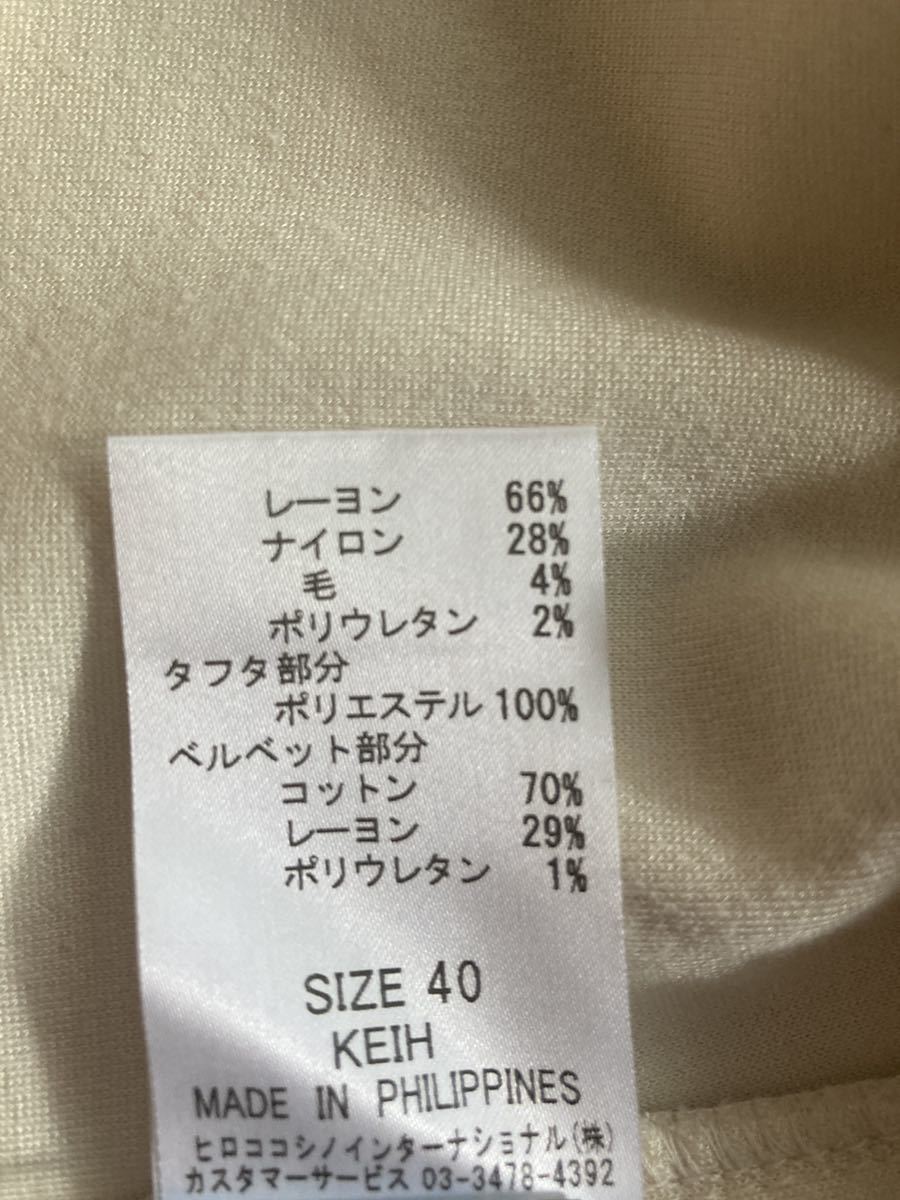 レーヨン 66%
ナイロン 28%
毛 4%
ポリウレタン 2%
タフタ部分
ポリエステル 100%
ベルベット部分
コットン 70%
レーヨン 29%
ポリウレタン 1%
SIZE 40
KEIH
MADE IN PHILIPPINES
ヒロココシノインターナショナル(株)
カスタマーサービス 03-3478-4392